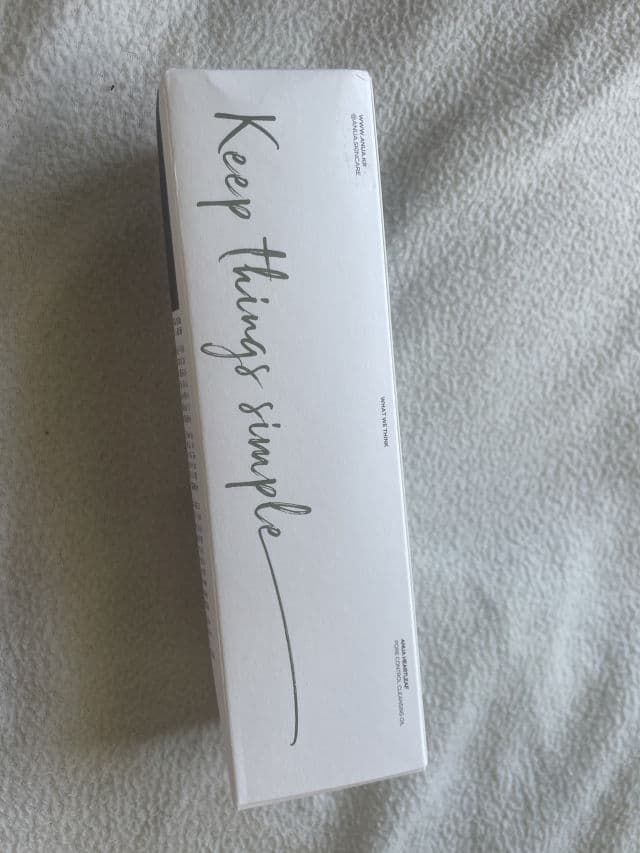 WWW.ANUA.KR
@ANUA.SKINCARE
WHAT WE THINK
ANUA HEARTLEAF
PORE CONTROL CLEANSING OIL
Keep things simple